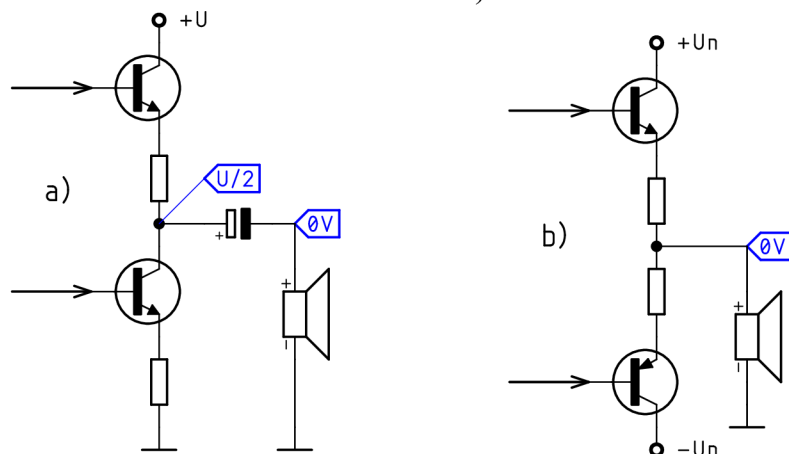 +U
+Un
a)
U/2
b)
+
0V
0V
+
-
+
-
-Un